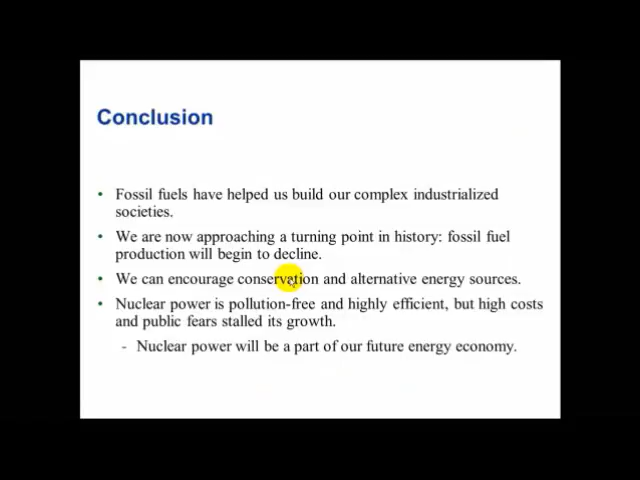 Conclusion
• Fossil fuels have helped us build our complex industrialized
societies.
• We are now approaching a turning point in history: fossil fuel
production will begin to decline.
• We can encourage conservation and alternative energy sources.
• Nuclear power is pollution-free and highly efficient, but high costs
and public fears stalled its growth.
- Nuclear power will be a part of our future energy economy.